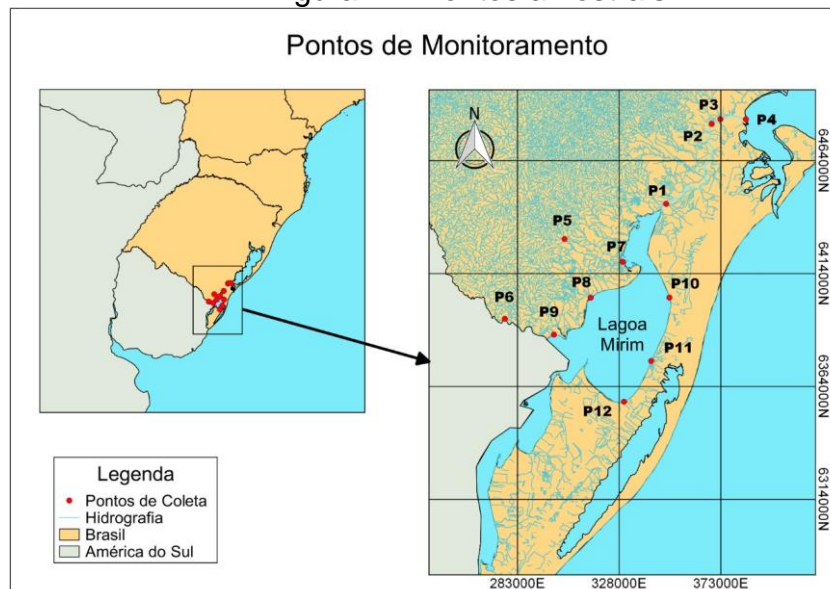 Pontos de Monitoramento
N
P3
P4
P2
P1
P5
P7
P8
P10
P6
P9
Lagoa
Mirim
P11
P12
6464000N
6414000N
6364000N
6314000N
283000E 328000E 373000E
Legenda
Pontos de Coleta
Hidrografia
Brasil
América do Sul